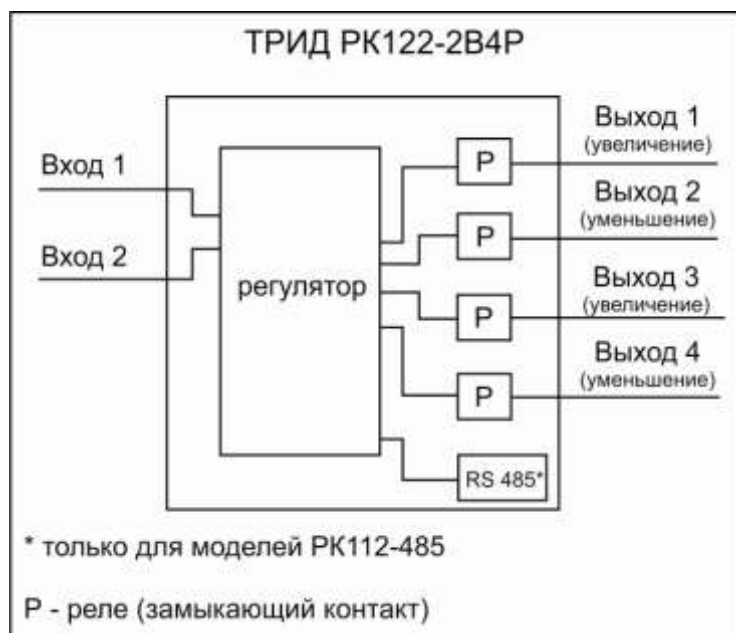 ТРИД РК122-2В4Р
Вход 1
Вход 2
регулятор
Р
Р
Р
Р
RS 485*
Выход 1
(увеличение)
Выход 2
(уменьшение)
Выход 3
(увеличение)
Выход 4
(уменьшение)
* только для моделей РК112-485
Р - реле (замыкающий контакт)